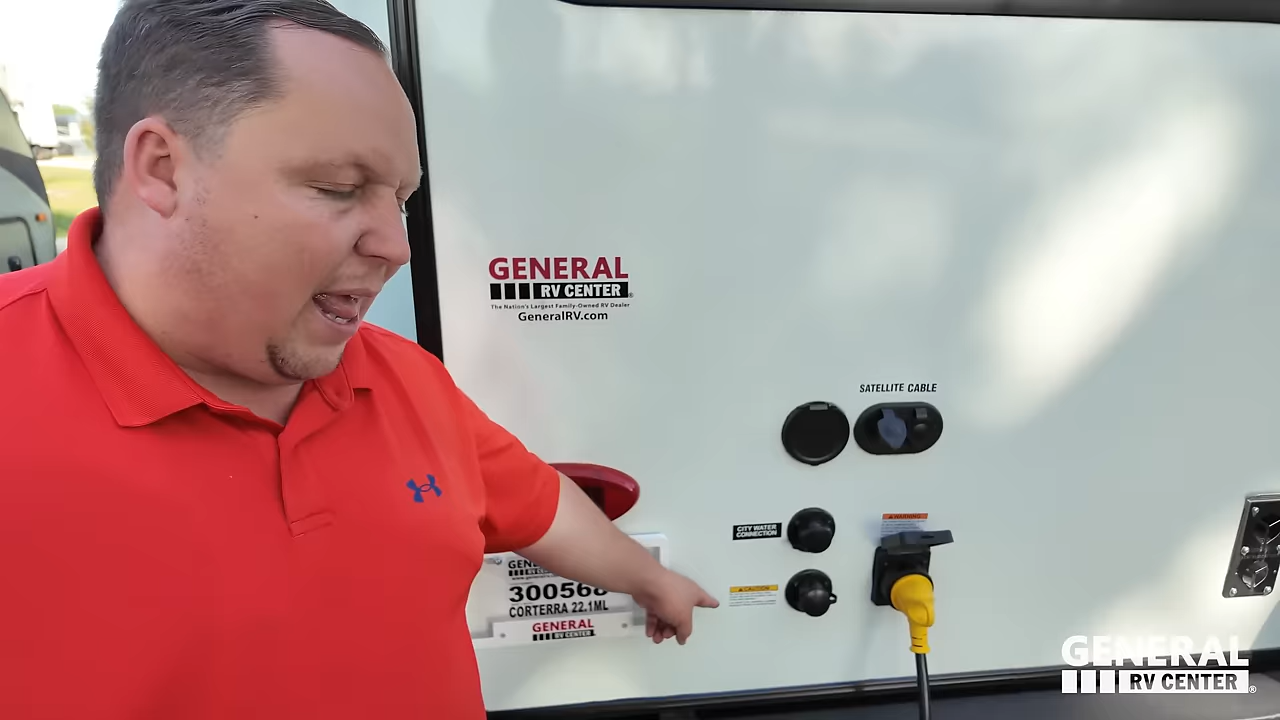 GENERAL
RV CENTER®
The Nation's Largest Family-Owned RV Dealer
GeneralRV.com
SATELLITE CABLE
CITY WATER
CONNECTION
WARNING
CAUTION
300568
CORTERRA 22.1ML
GENERAL
RV CENTER
GENERAL
RV CENTER®